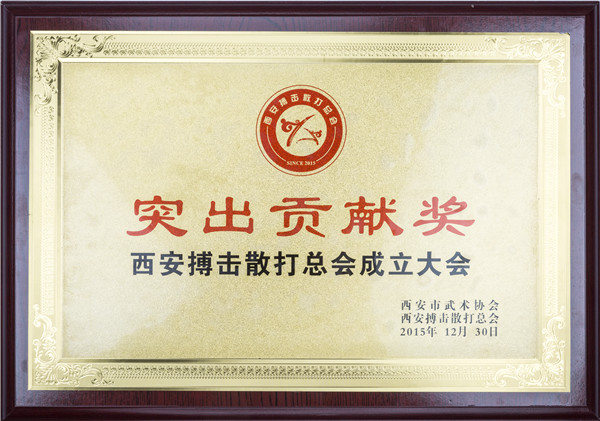 西安搏击散打总会
SINCE 2015
突出贡献奖
西安搏击散打总会成立大会
西安市武术协会
西安搏击散打总会
2015年 12月 30日